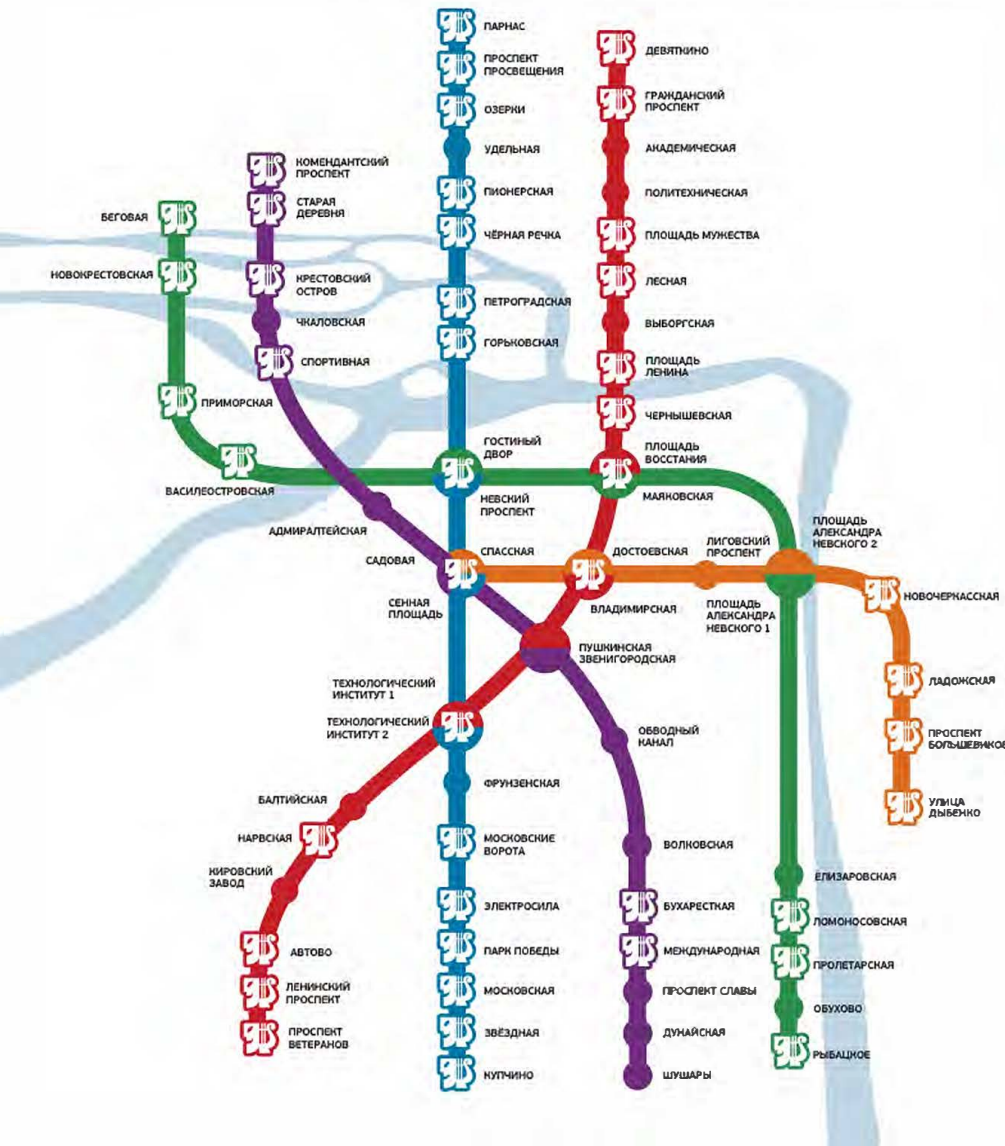 ПАРНАС
ПРОСПЕКТ
ПРОСВЕЩЕНИЯ
ОЗЕРКИ
УДЕЛЬНАЯ
ПИОНЕРСКАЯ
ЧЁРНАЯ РЕЧКА
ПЕТРОГРАДСКАЯ
ГОРЬКОВСКАЯ
ДЕВЯТКИНО
ГРАЖДАНСКИЙ
ПРОСПЕКТ
АКАДЕМИЧЕСКАЯ
ПОЛИТЕХНИЧЕСКАЯ
ПЛОЩАДЬ МУЖЕСТВА
ЛЕСНАЯ
ВЫБОРГСКАЯ
ПЛОЩАДЬ
ЛЕНИНА
ЧЕРНЫШЕВСКАЯ
ПЛОЩАДЬ
ВОССТАНИЯ
МАЯКОВСКАЯ
КОМЕНДАНТСКИЙ
ПРОСПЕКТ
СТАРАЯ
ДЕРЕВНЯ
КРЕСТОВСКИЙ
ОСТРОВ
ЧКАЛОВСКАЯ
СПОРТИВНАЯ
БЕГОВАЯ
НОВОКРЕСТОВСКАЯ
ПРИМОРСКАЯ
ВАСИЛЕОСТРОВСКАЯ
ГОСТИНЫЙ
ДВОР
НЕВСКИЙ
ПРОСПЕКТ
АДМИРАЛТЕЙСКАЯ
САДОВАЯ
СПАССКАЯ
СЕННАЯ
ПЛОЩАДЬ
ДОСТОЕВСКАЯ
ВЛАДИМИРСКАЯ
ЛИГОВСКИЙ
ПРОСПЕКТ
ПЛОЩАДЬ
АЛЕКСАНДРА
НЕВСКОГО 2
ПЛОЩАДЬ
АЛЕКСАНДРА
НЕВСКОГО 1
НОВОЧЕРКАССКАЯ
ЛАДОЖСКАЯ
ПРОСПЕКТ
БОЛЬШЕВИКОВ
УЛИЦА
ДЫБЕНКО
ПУШКИНСКАЯ
ЗВЕНИГОРОДСКАЯ
ТЕХНОЛОГИЧЕСКИЙ
ИНСТИТУТ 1
ТЕХНОЛОГИЧЕСКИЙ
ИНСТИТУТ 2
ОБВОДНЫЙ
КАНАЛ
ФРУНЗЕНСКАЯ
БАЛТИЙСКАЯ
НАРВСКАЯ
КИРОВСКИЙ
ЗАВОД
АВТОВО
ЛЕНИНСКИЙ
ПРОСПЕКТ
ПРОСПЕКТ
ВЕТЕРАНОВ
МОСКОВСКИЕ
ВОРОТА
ЭЛЕКТРОСИЛА
ПАРК ПОБЕДЫ
МОСКОВСКАЯ
ЗВЁЗДНАЯ
КУПЧИНО
ВОЛКОВСКАЯ
БУХАРЕСТКАЯ
МЕЖДУНАРОДНАЯ
ПРОСПЕКТ СЛАВЫ
ДУНАЙСКАЯ
ШУШАРЫ
ЕЛИЗАРОВСКАЯ
ЛОМОНОСОВСКАЯ
ПРОЛЕТАРСКАЯ
ОБУХОВО
РЫБАЦКОЕ